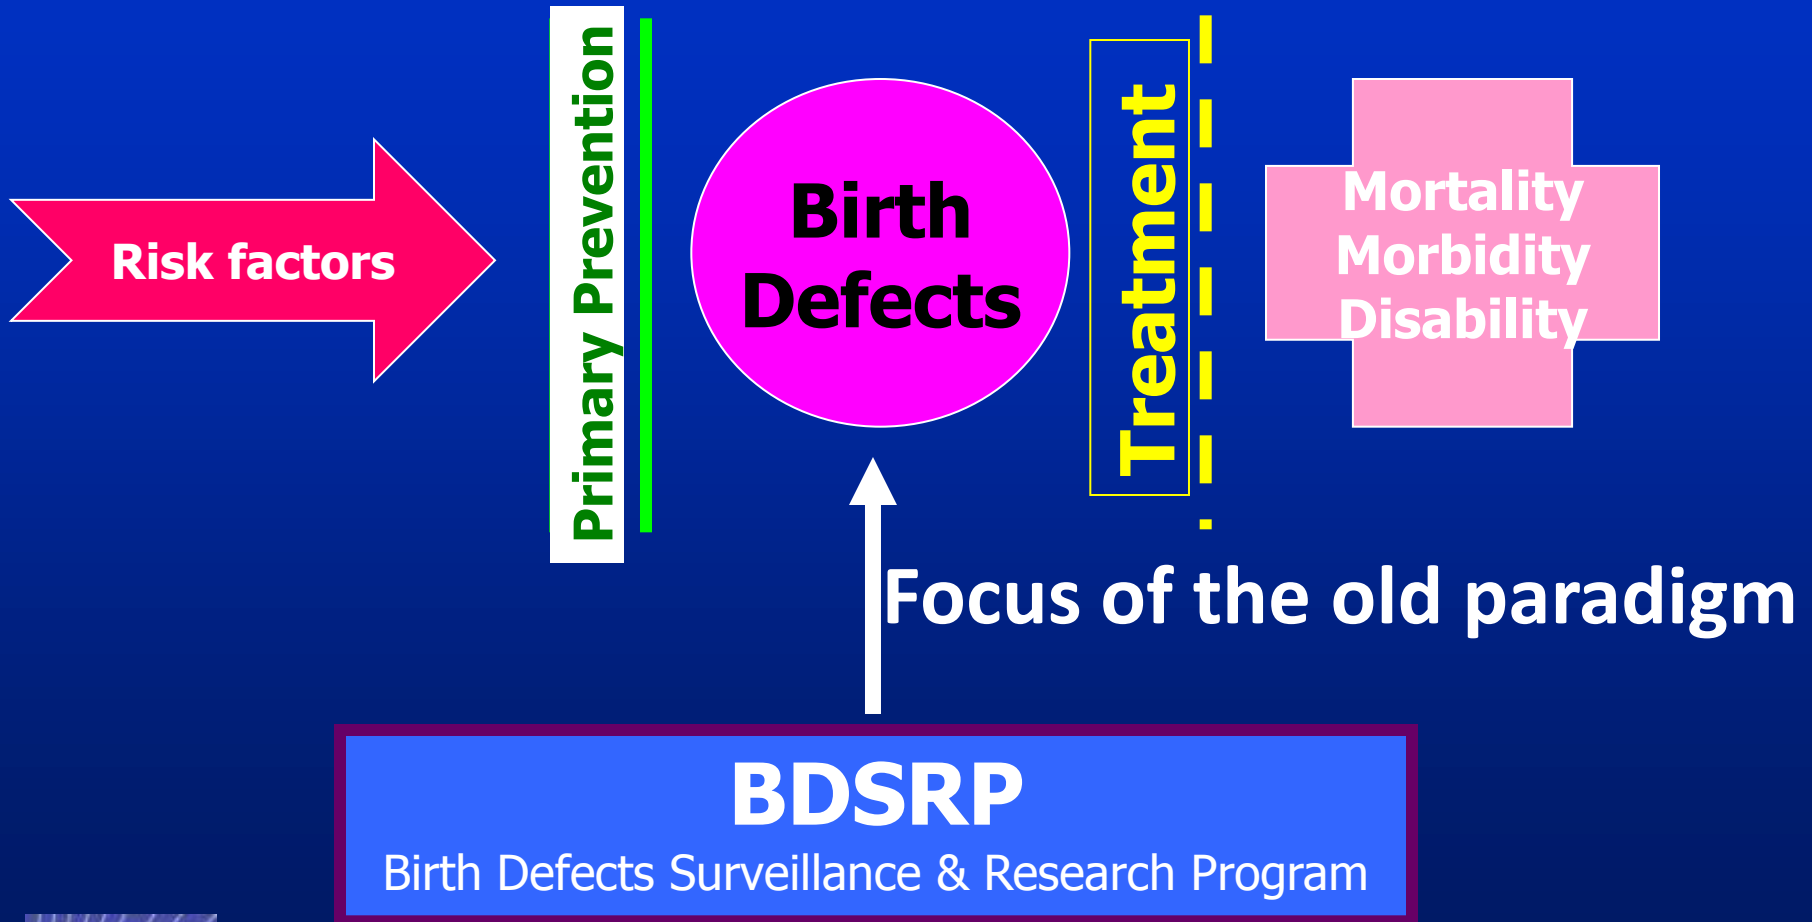 Risk factors
Primary Prevention
Birth
Defects
Treatment
Mortality
Morbidity
Disability
Focus of the old paradigm
BDSRP
Birth Defects Surveillance & Research Program